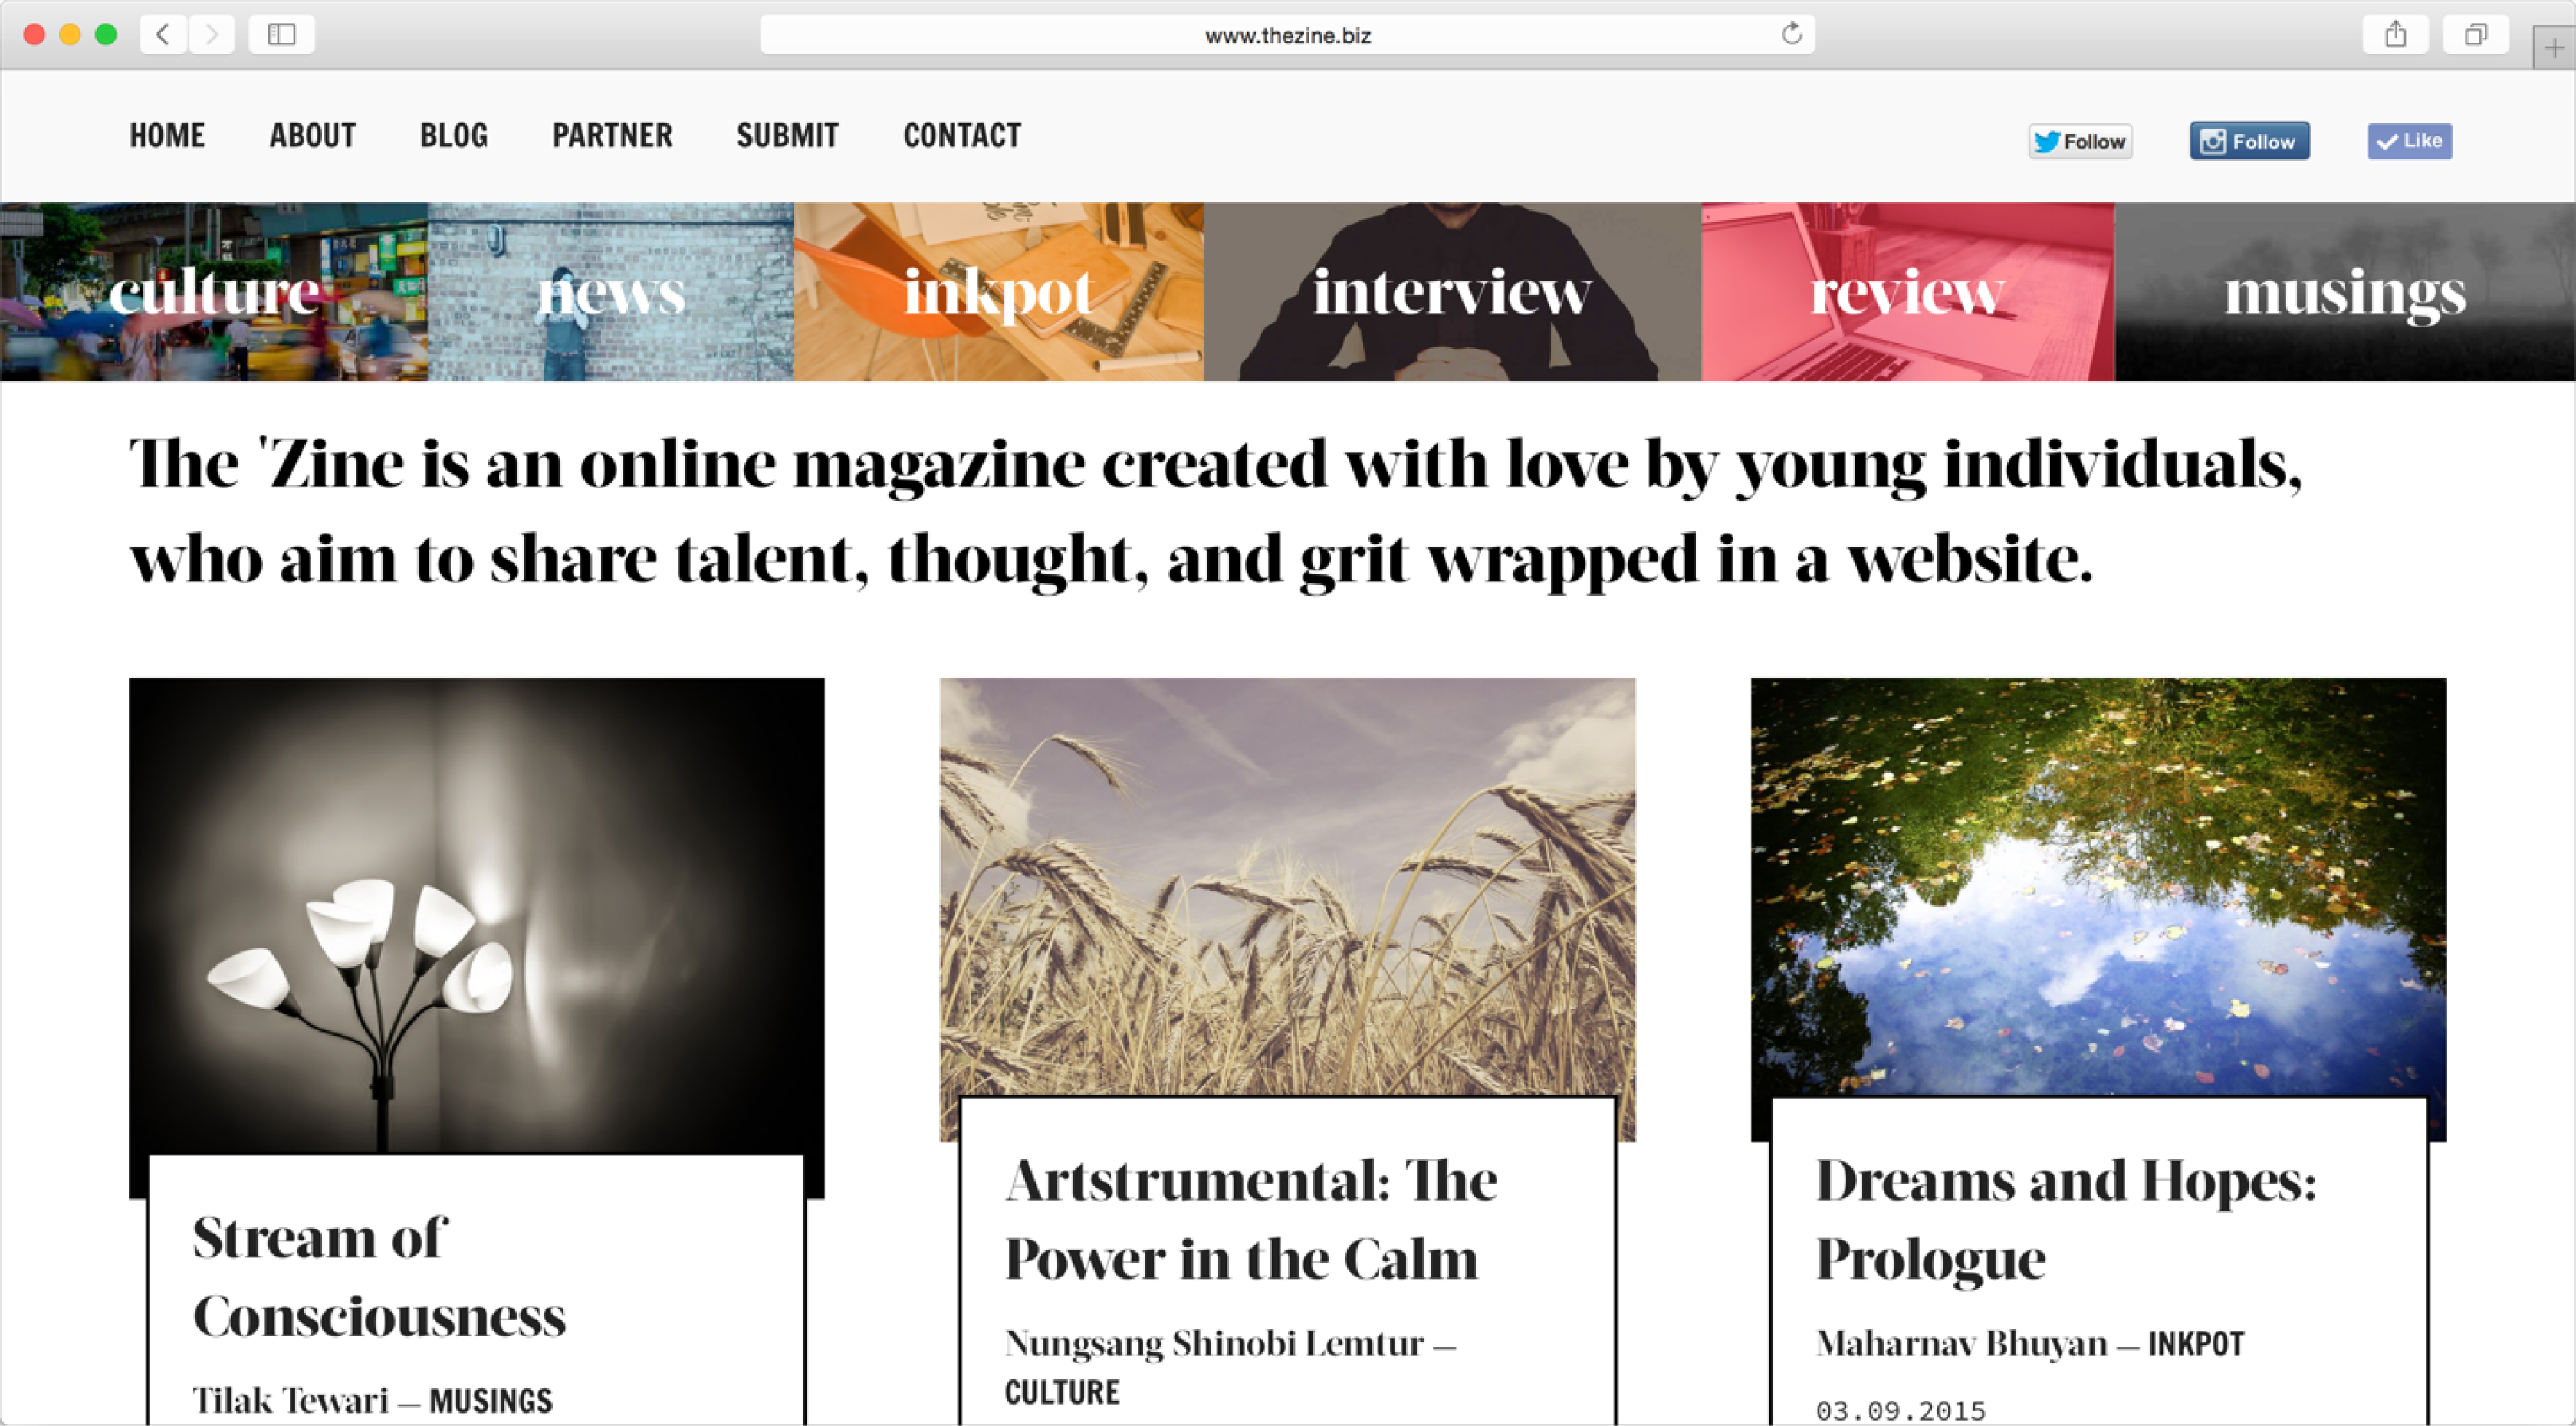 www.thezine.biz
HOME ABOUT BLOG PARTNER SUBMIT CONTACT
Follow Follow Like
culture news inkpot interview review musings
The 'Zine is an online magazine created with love by young individuals,
who aim to share talent, thought, and grit wrapped in a website.
Stream of
Consciousness
Tilak Tewari — MUSINGS
Artstrumental: The
Power in the Calm
Nungsang Shinobi Lemtur —
CULTURE
Dreams and Hopes:
Prologue
Maharnav Bhuyan — INKPOT
03.09.2015